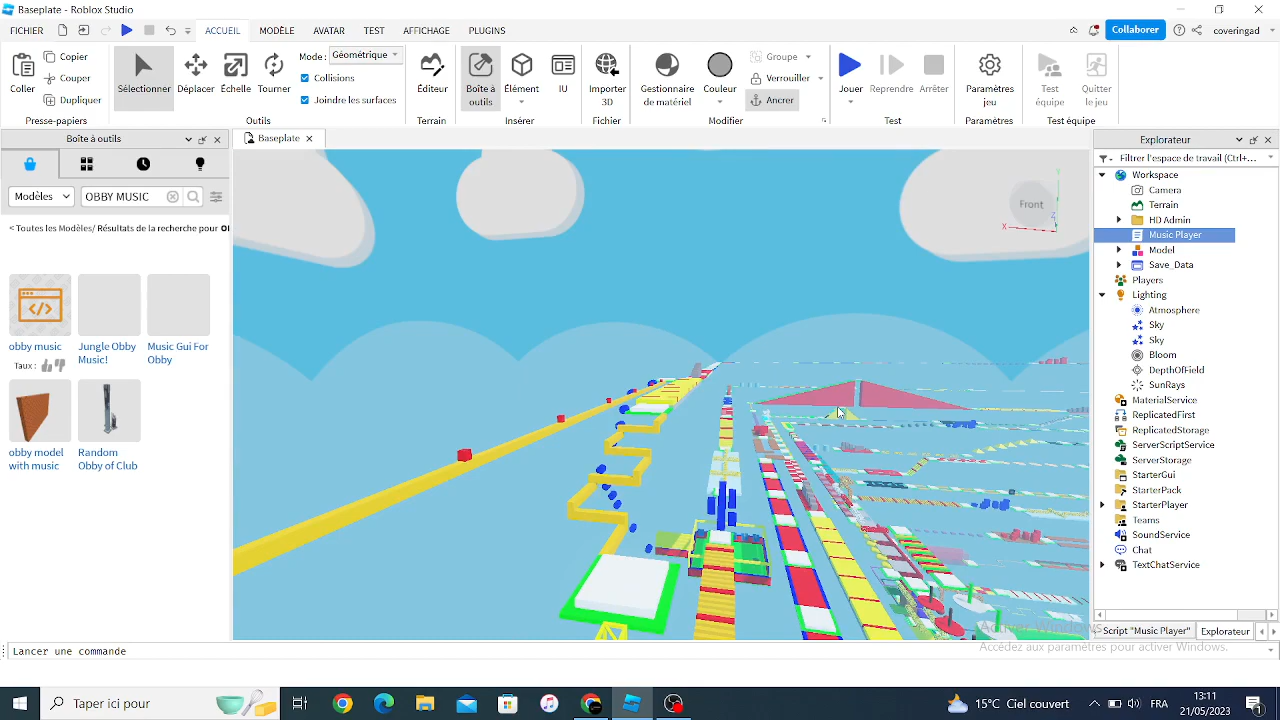 Baseplate - Roblox Studio
FICHIER ACCUEIL MODÈLE AVATAR TEST AFFICHAGE PLUGINS Collaborer coveringad
Coller Copier Couper Dupliquer
Sélectionner Déplacer Échelle Tourner
Mode: Géométrique
Collisions
Joindre les surfaces
Éditeur
Boîte à outils
Élément
IU
Importer 3D
Gestionnaire de matériel
Couleur
Groupe
Verrouiller
Ancrer
Jouer Reprendre Arrêter
Paramètres jeu
Test équipe
Quitter le jeu
Presse-papiers Outils Terrain Insérer Fichier Modifier Test Paramètres Test équipe
Boîte à outils
Modèles OBBY MUSIC
< Toutes les Modèles/ Résultats de la recherche pour
obby music
Taux :
Jungle Obby Music!
Music Gui For Obby
obby model with music
Random Obby of Club
Baseplate
Front
X
Y
Z
Explorateur
Filtrer l'espace de travail (Ctrl+...
Workspace
Camera
Terrain
HD Admin
Music Player
Model
Save_Data
Players
Lighting
Atmosphere
Sky
Sky
Bloom
DepthOfField
SunRays
MaterialService
ReplicatedFirst
ReplicatedStorage
ServerScriptService
ServerStorage
StarterGui
StarterPack
StarterPlayer
Teams
SoundService
Chat
TextChatService
Script "Music Player" Explorateur
Activer Windows
Accédez aux paramètres pour activer Windows.
Lancer une commande
Taper ici pour
15°C Ciel couvert
FRA
13:11
21/05/2023